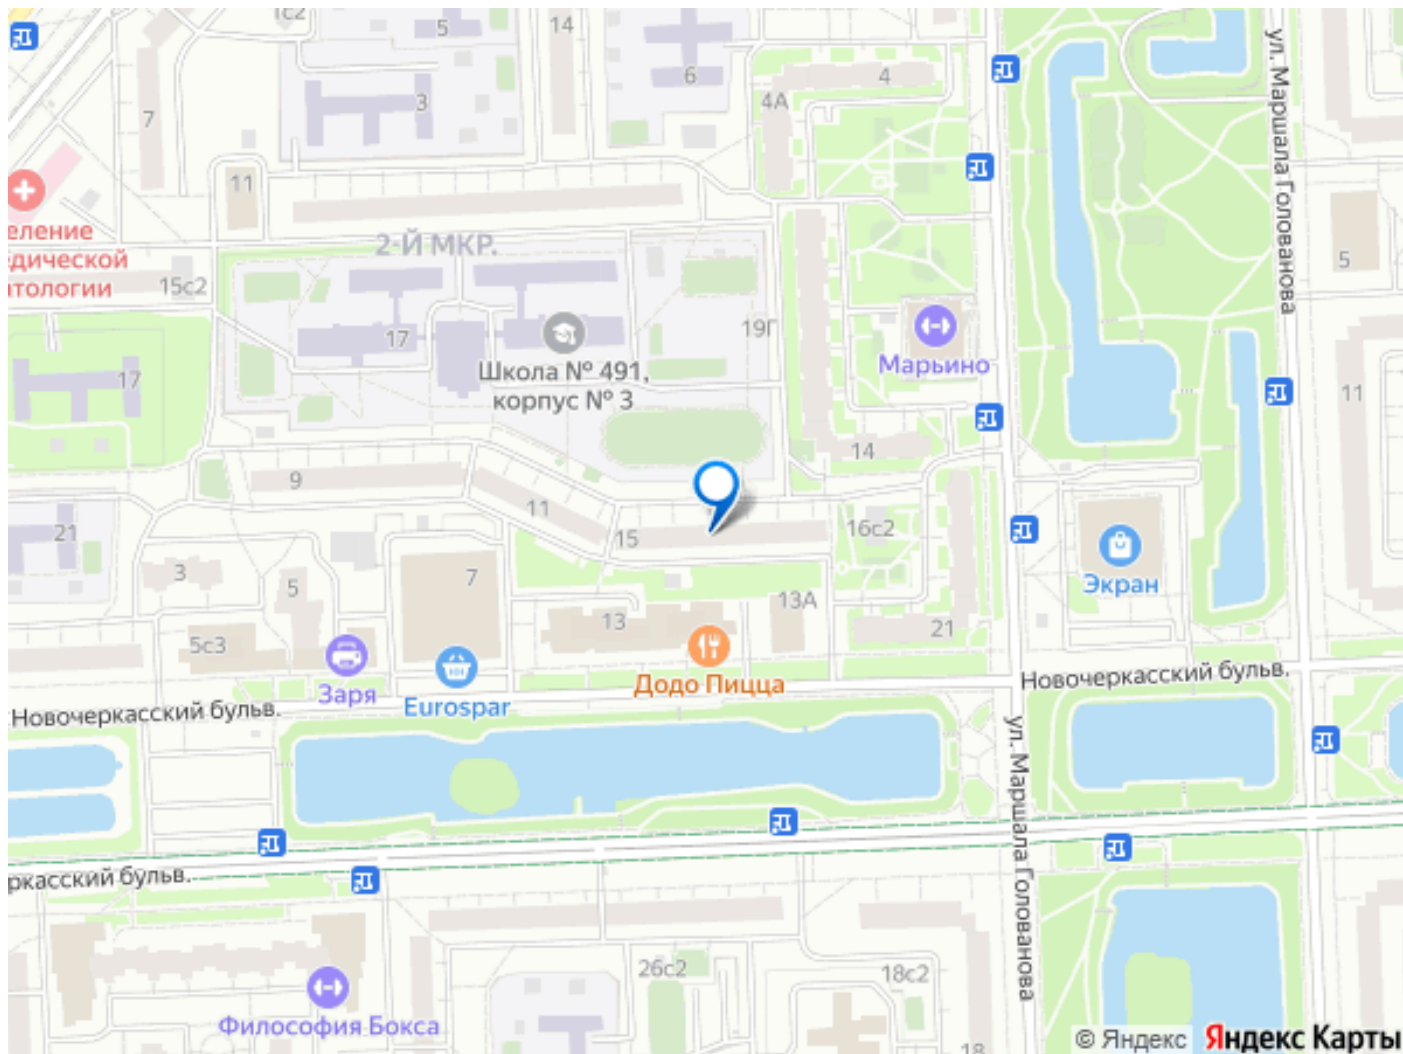 1с2
5
14
6
4
4А
3
7
11
2-Й МКР.
ул. Маршала Голованова
еление
дической
тологии
15с2
5
19Г
17
Школа № 491,
корпус № 3
Марьино
17
11
14
9
11
15
16с2
21
3
5
7
13А
Экран
13
21
5с3
Заря
Eurospar
Додо Пицца
Новочеркасский бульв.
Новочеркасский бульв.
ул. Маршала Голованова
ркасский бульв.
26с2
18с2
Философия Бокса
18
© Яндекс Яндекс Карты